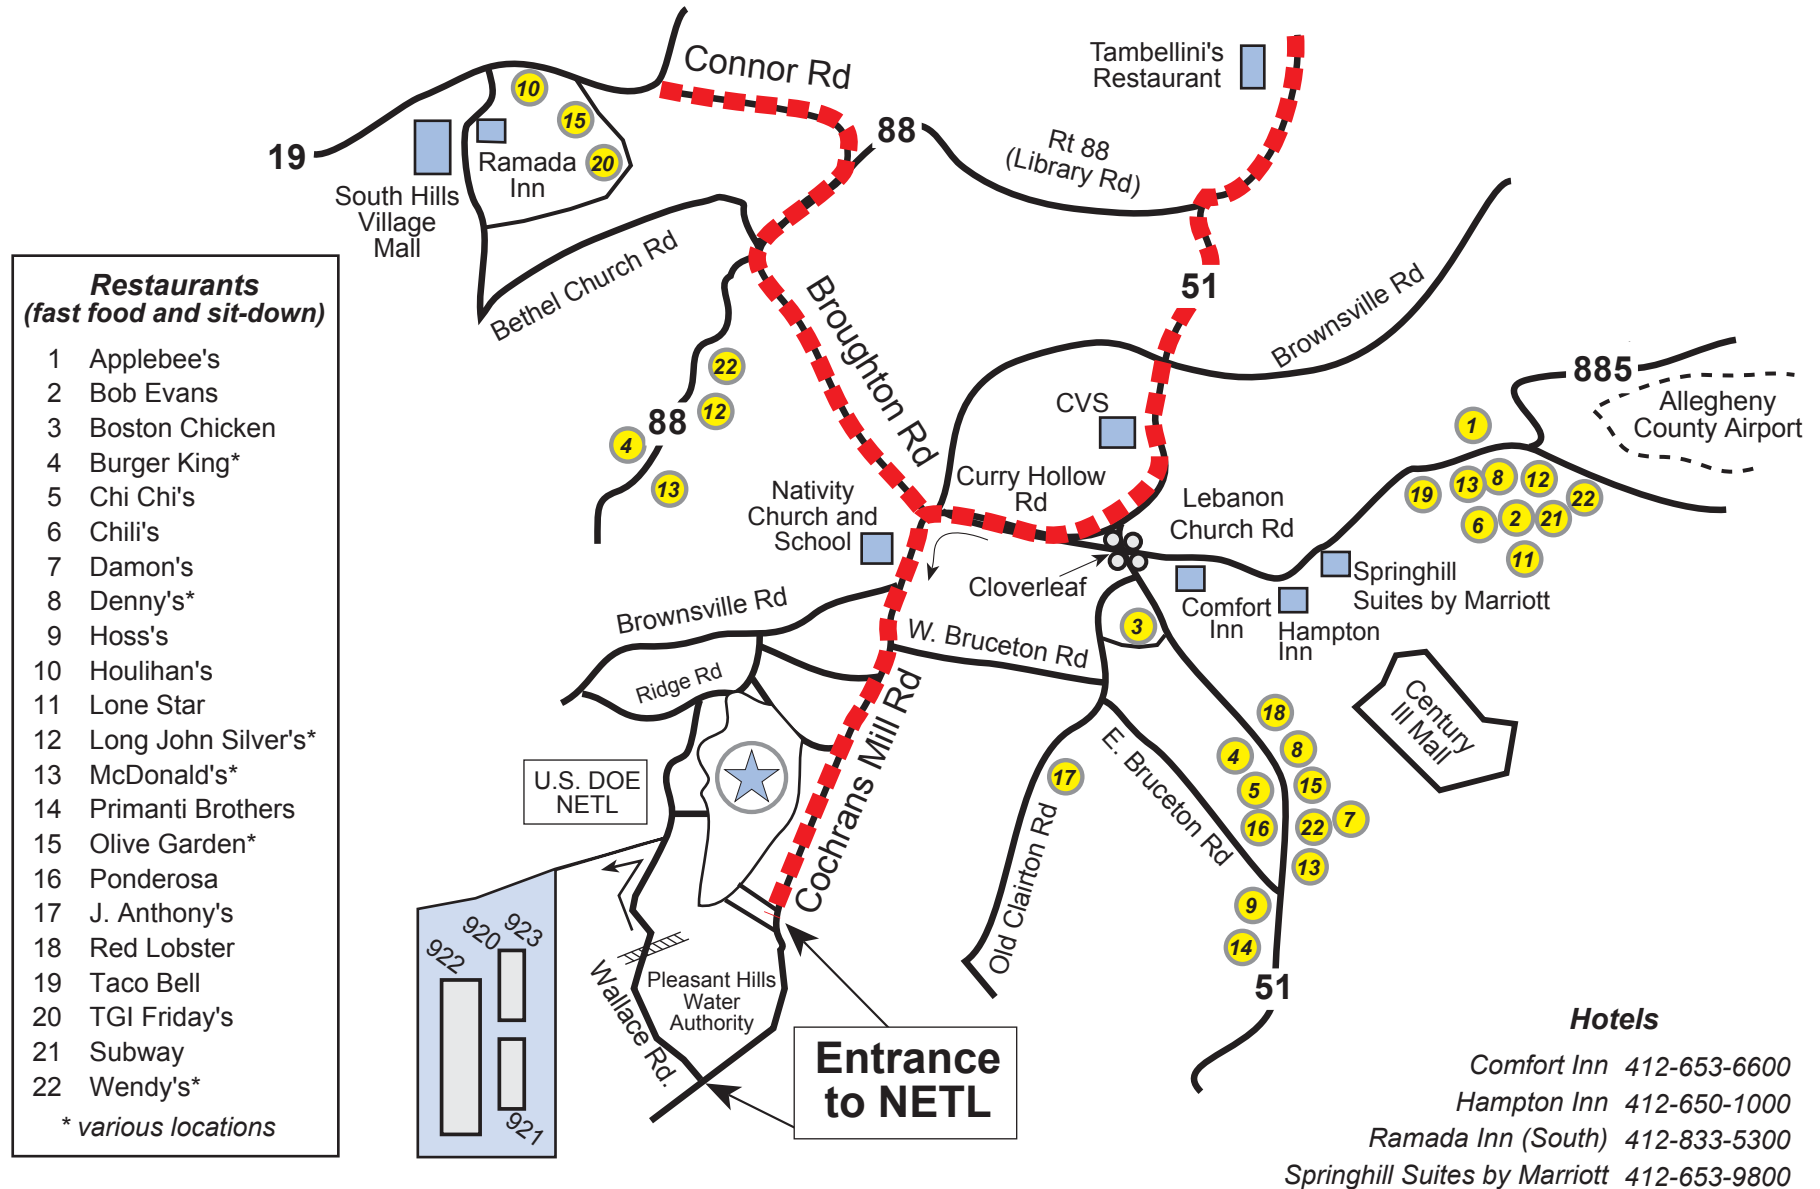 Connor Rd
Tambellini's
Restaurant
10
15
20
88
19
Ramada
Inn
Rt 88
(Library Rd)
South Hills
Village
Mall
Bethel Church Rd
51
Broughton Rd
Brownsville Rd
885
Allegheny
County Airport
Restaurants
(fast food and sit-down)
1 Applebee's
2 Bob Evans
3 Boston Chicken
4 Burger King*
5 Chi Chi's
6 Chili's
7 Damon's
8 Denny's*
9 Hoss's
10 Houlihan's
11 Lone Star
12 Long John Silver's*
13 McDonald's*
14 Primanti Brothers
15 Olive Garden*
16 Ponderosa
17 J. Anthony's
18 Red Lobster
19 Taco Bell
20 TGI Friday's
21 Subway
22 Wendy's*
* various locations
22
12
88
4
13
CVS
1
19
13
8
12
22
6
2
21
11
Curry Hollow
Rd
Nativity
Church and
School
Lebanon
Church Rd
Cloverleaf
Comfort
Inn
Springhill
Suites by Marriott
Hampton
Inn
Brownsville Rd
3
W. Bruceton Rd
Ridge Rd
Cochrans Mill Rd
Century
III Mall
E. Bruceton Rd
18
4
8
5
15
16
22
7
13
9
14
17
U.S. DOE
NETL
Old Clairton Rd
51
923
920
922
921
Wallace Rd.
Pleasant Hills
Water
Authority
Entrance
to NETL
Hotels
Comfort Inn 412-653-6600
Hampton Inn 412-650-1000
Ramada Inn (South) 412-833-5300
Springhill Suites by Marriott 412-653-9800